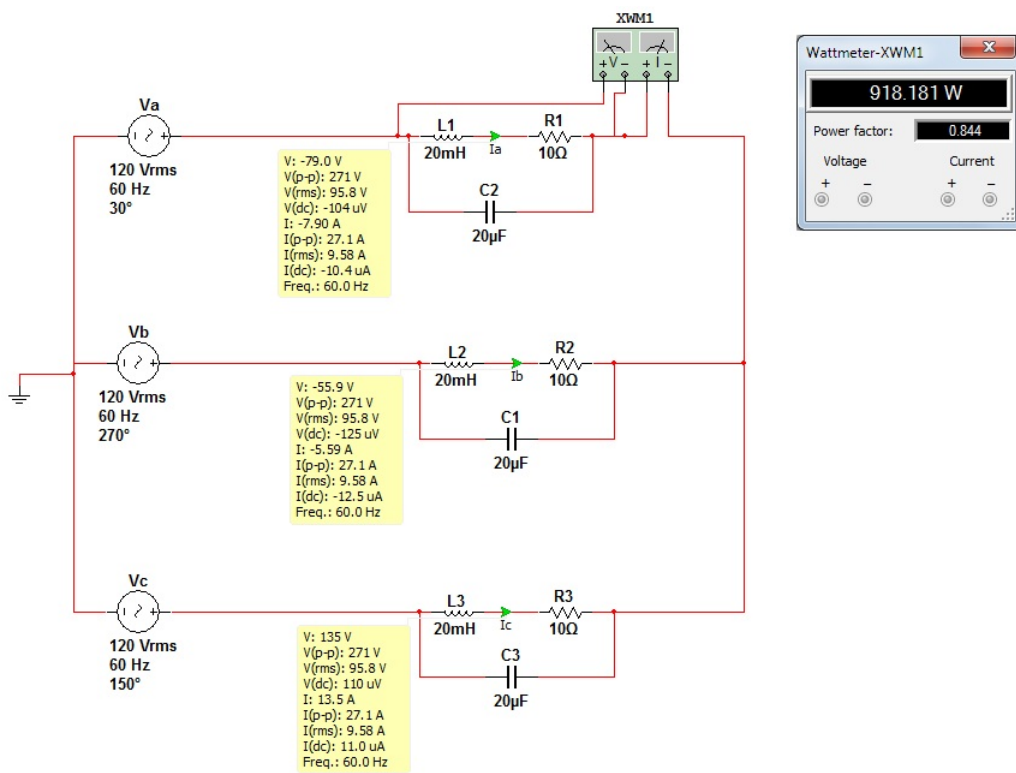 XWM1
V
I
Wattmeter-XWM1
918.181 W
Power factor: 0.844
Voltage Current
+ − + −
Va
120 Vrms
60 Hz
30°
L1
20mH
Ia
R1
10Ω
C2
20µF
V: -79.0 V
V(p-p): 271 V
V(rms): 95.8 V
V(dc): -104 uV
I: -7.90 A
I(p-p): 27.1 A
I(rms): 9.58 A
I(dc): -10.4 uA
Freq.: 60.0 Hz
Vb
120 Vrms
60 Hz
270°
L2
20mH
Ib
R2
10Ω
C1
20µF
V: -55.9 V
V(p-p): 271 V
V(rms): 95.8 V
V(dc): -125 uV
I: -5.59 A
I(p-p): 27.1 A
I(rms): 9.58 A
I(dc): -12.5 uA
Freq.: 60.0 Hz
Vc
120 Vrms
60 Hz
150°
L3
20mH
Ic
R3
10Ω
C3
20µF
V: 135 V
V(p-p): 271 V
V(rms): 95.8 V
V(dc): 110 uV
I: 13.5 A
I(p-p): 27.1 A
I(rms): 9.58 A
I(dc): 11.0 uA
Freq.: 60.0 Hz